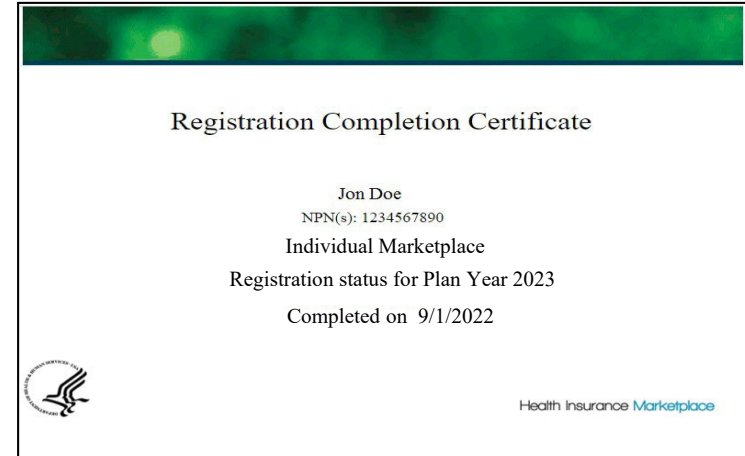 Registration Completion Certificate
Jon Doe
NPN(s): 1234567890
Individual Marketplace
Registration status for Plan Year 2023
Completed on 9/1/2022
Health Insurance Marketplace